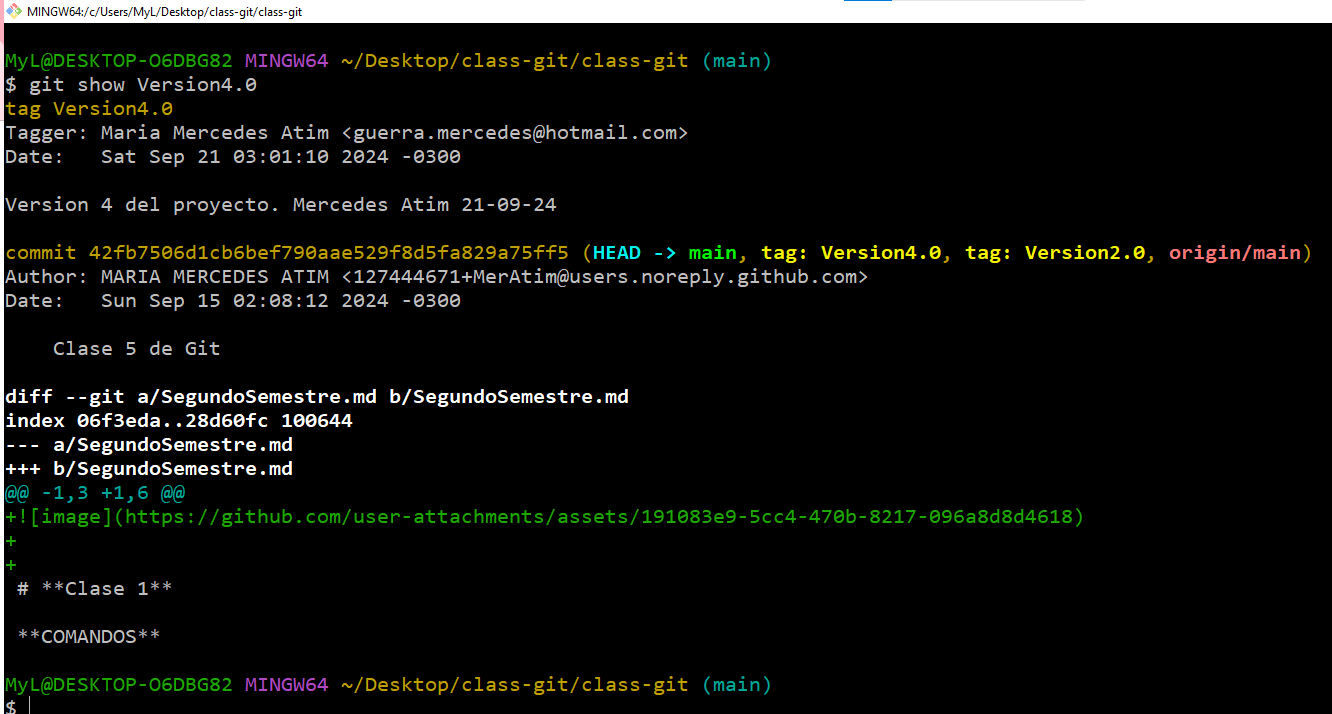 MINGW64:/c/Users/MyL/Desktop/class-git/class-git
MyL@DESKTOP-O6DBG82 MINGW64 ~/Desktop/class-git/class-git (main)
$ git show Version4.0
tag Version4.0
Tagger: Maria Mercedes Atim <guerra.mercedes@hotmail.com>
Date:   Sat Sep 21 03:01:10 2024 -0300
Version 4 del proyecto. Mercedes Atim 21-09-24
commit 42fb7506d1cb6bef790aae529f8d5fa829a75ff5 (HEAD -> main, tag: Version4.0, tag: Version2.0, origin/main)
Author: MARIA MERCEDES ATIM <127444671+MerAtim@users.noreply.github.com>
Date:   Sun Sep 15 02:08:12 2024 -0300
    Clase 5 de Git
diff --git a/SegundoSemestre.md b/SegundoSemestre.md
index 06f3eda..28d60fc 100644
--- a/SegundoSemestre.md
+++ b/SegundoSemestre.md
@@ -1,3 +1,6 @@
+![image](https://github.com/user-attachments/assets/191083e9-5cc4-470b-8217-096a8d8d4618)
+
+
 # **Clase 1**
 **COMANDOS**
MyL@DESKTOP-O6DBG82 MINGW64 ~/Desktop/class-git/class-git (main)
$